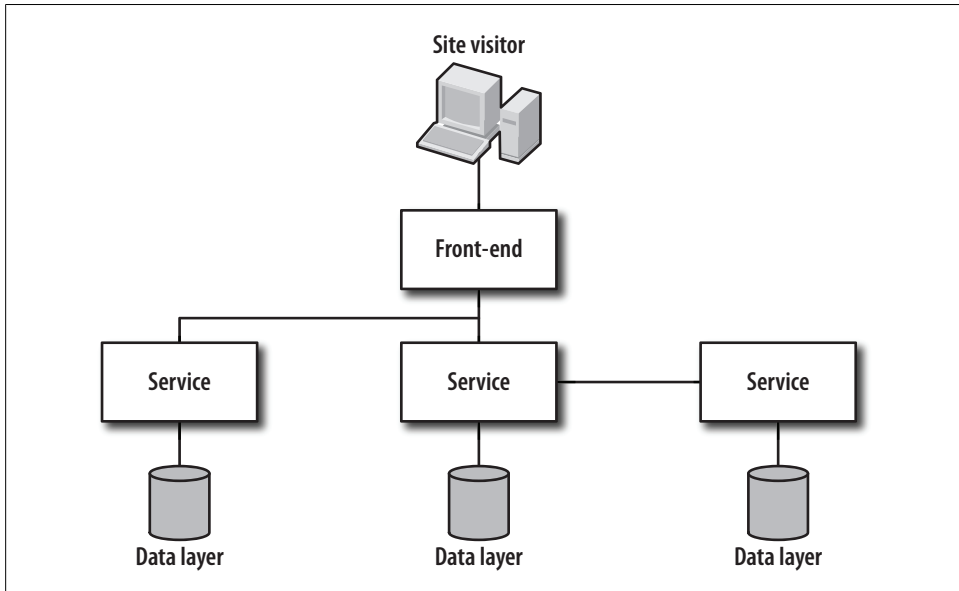 Site visitor
Front-end
Service
Service
Service
Data layer
Data layer
Data layer